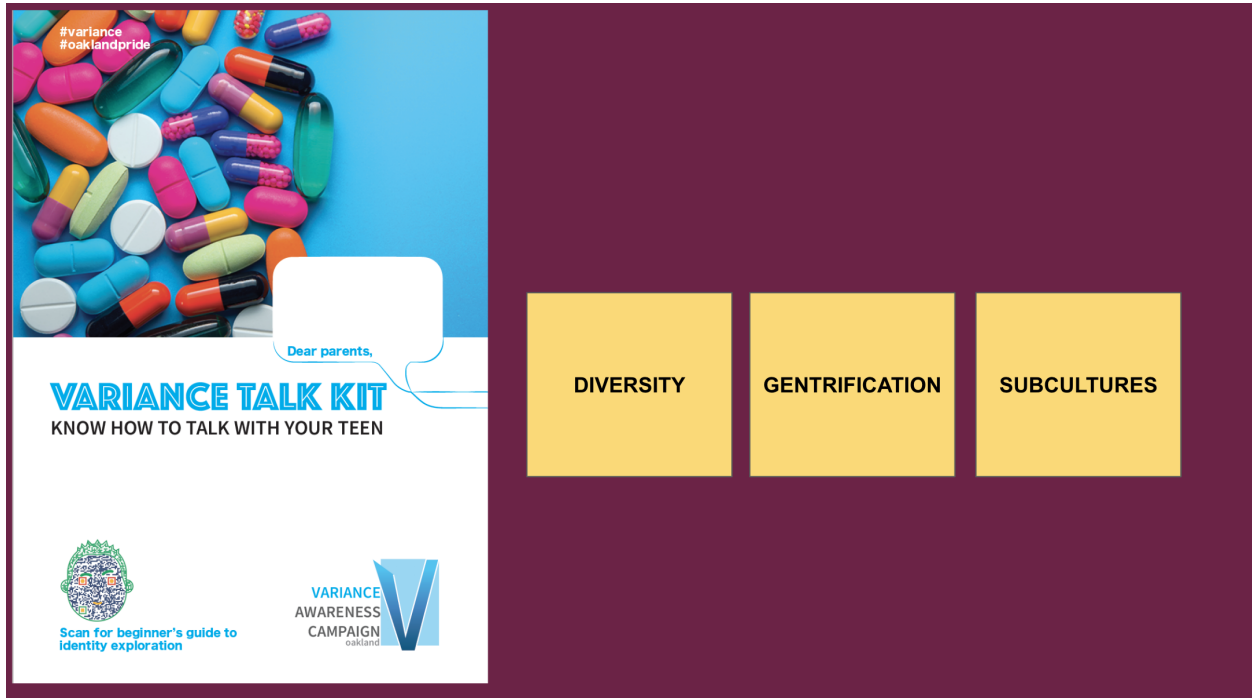 #variance
#oaklandpride
Dear parents,
VARIANCE TALK KIT
KNOW HOW TO TALK WITH YOUR TEEN
Scan for beginner's guide to
identity exploration
VARIANCE
AWARENESS
CAMPAIGN
oakland
DIVERSITY
GENTRIFICATION
SUBCULTURES